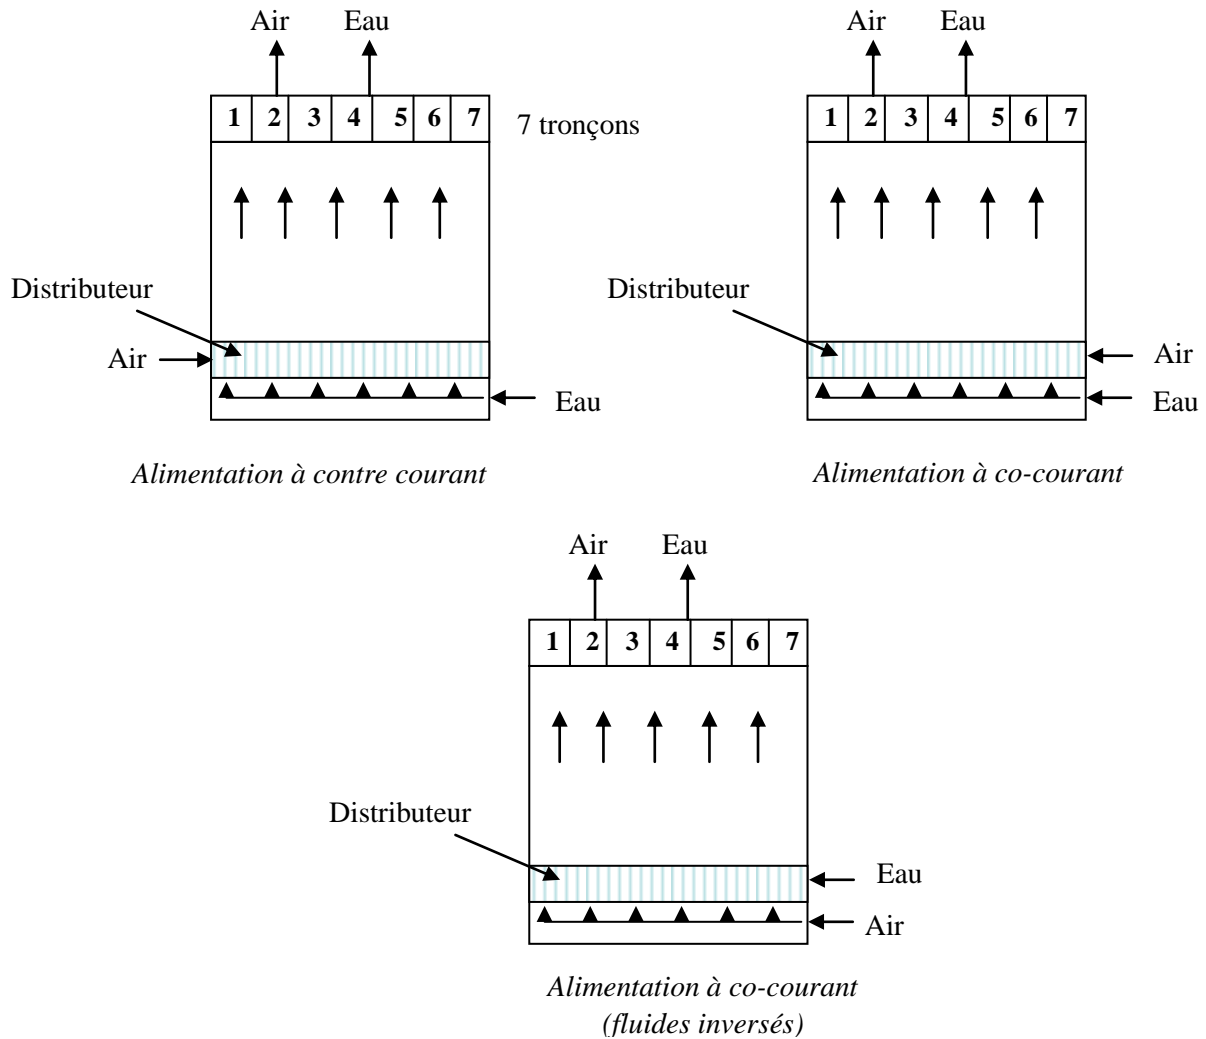 Air Eau
1 2 3 4 5 6 7
7 tronçons
Distributeur
Air
Eau
Alimentation à contre courant
Air Eau
1 2 3 4 5 6 7
Distributeur
Air
Eau
Alimentation à co-courant
Air Eau
1 2 3 4 5 6 7
Distributeur
Eau
Air
Alimentation à co-courant
(fluides inversés)